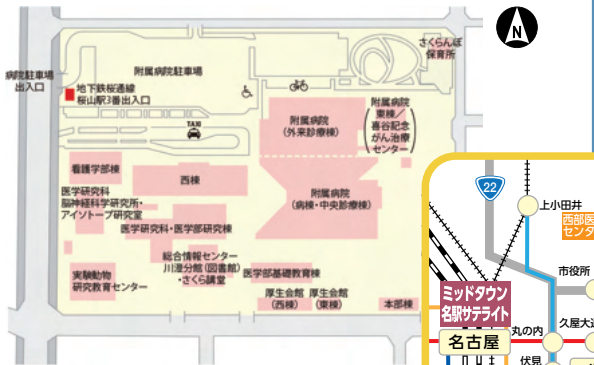 N
さくらんぼ
保育所
附属病院駐車場
病院駐車場
出入口
地下鉄桜通線
桜山駅3番出入口
TAXI
附属病院
(外来診療棟)
附属病院
東棟/
喜谷記念
がん治療
センター
看護学部棟
西棟
附属病院
(病棟・中央診療棟)
医学研究科
脳神経科学研究所・
アイソトープ研究室
医学研究科・医学部研究棟
総合情報センター
川澄分館(図書館)
・さくら講堂
医学部基礎教育棟
実験動物
研究教育センター
厚生会館
(西棟)
厚生会館
(東棟)
本部棟
22
上小田井
西部医
センタ
市役所
ミッドタウン
名駅サテライト
名古屋
丸の内
久屋大通
伏見